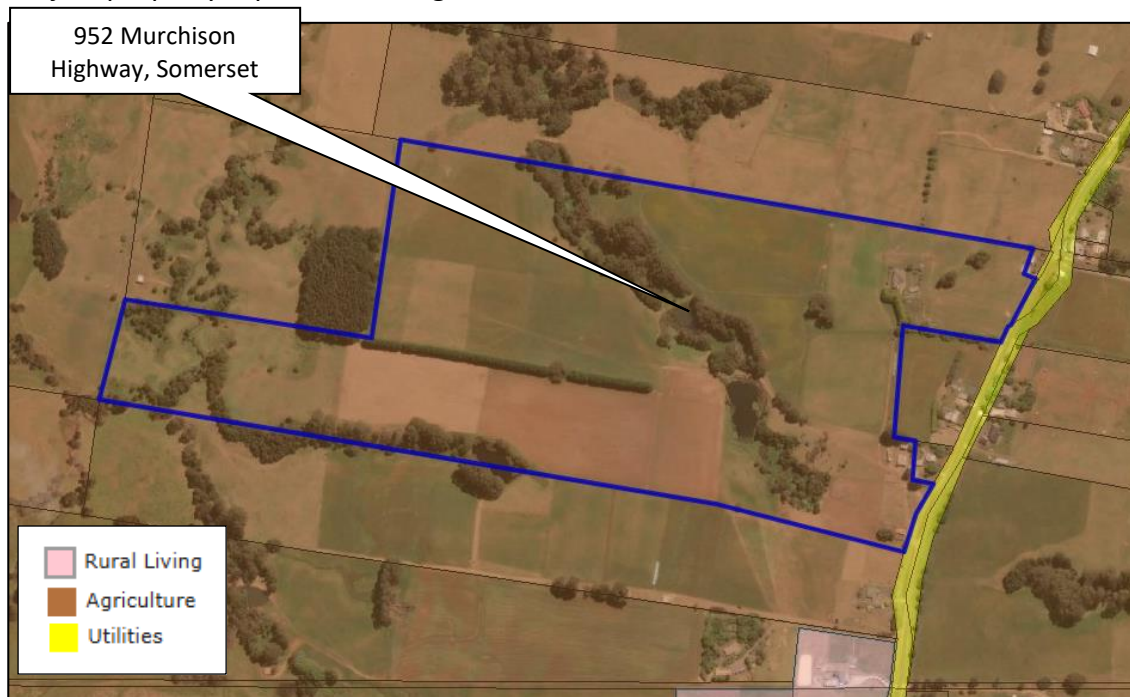 952 Murchison
Highway, Somerset
Rural Living
Agriculture
Utilities